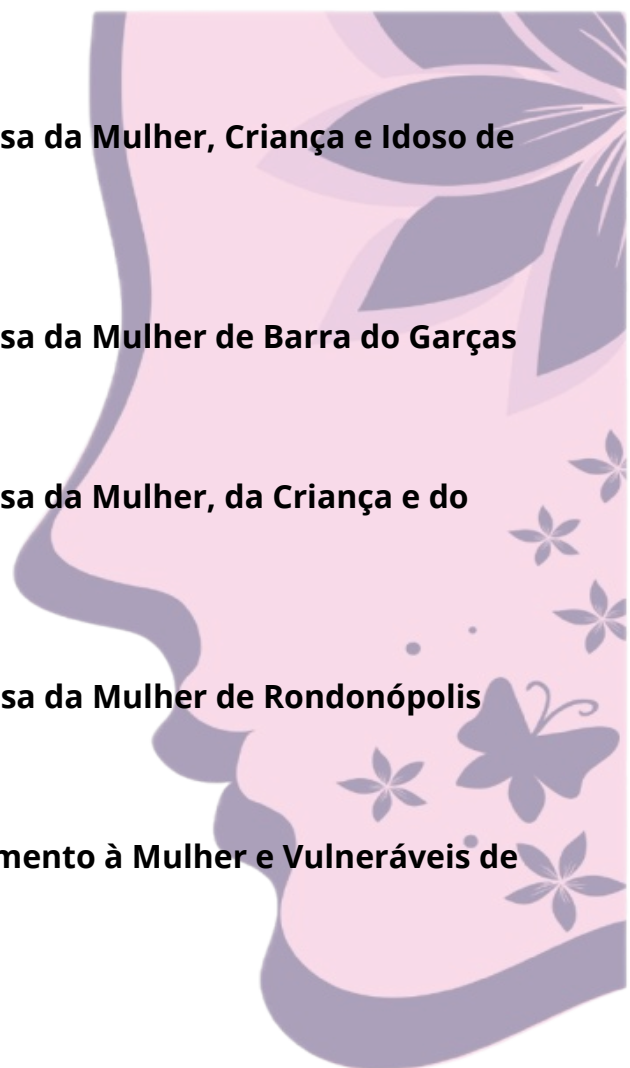 sa da Mulher, Criança e Idoso de
sa da Mulher de Barra do Garças
sa da Mulher, da Criança e do
sa da Mulher de Rondonópolis
mento à Mulher e Vulneráveis de